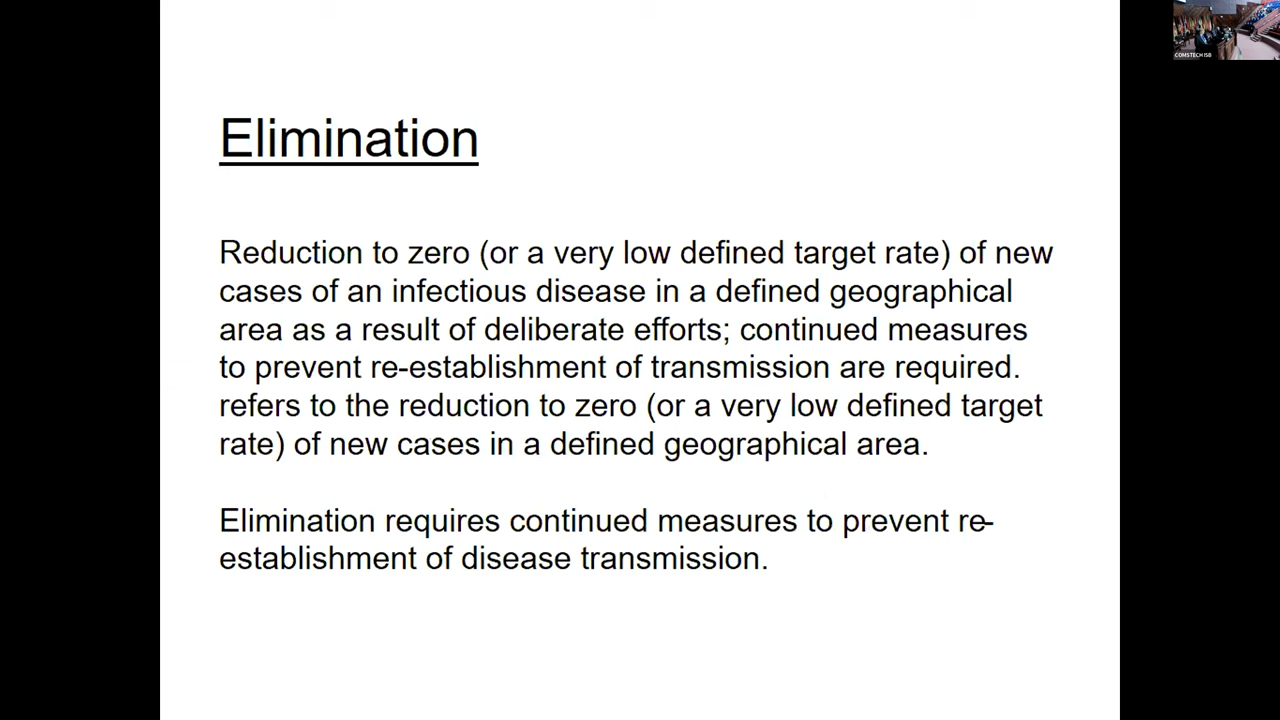 COMSTECH ISB
Elimination
Reduction to zero (or a very low defined target rate) of new
cases of an infectious disease in a defined geographical
area as a result of deliberate efforts; continued measures
to prevent re-establishment of transmission are required.
refers to the reduction to zero (or a very low defined target
rate) of new cases in a defined geographical area.
Elimination requires continued measures to prevent re-
establishment of disease transmission.